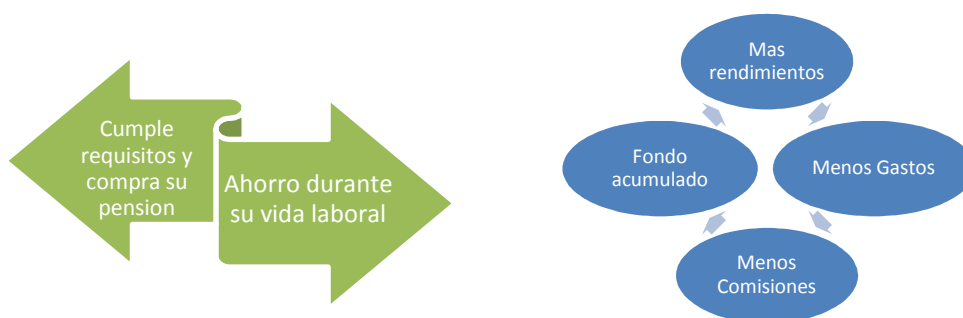 Cumple
requisitos y
compra su
pension
Ahorro durante
su vida laboral
Mas
rendimientos
Fondo
acumulado
Menos Gastos
Menos
Comisiones